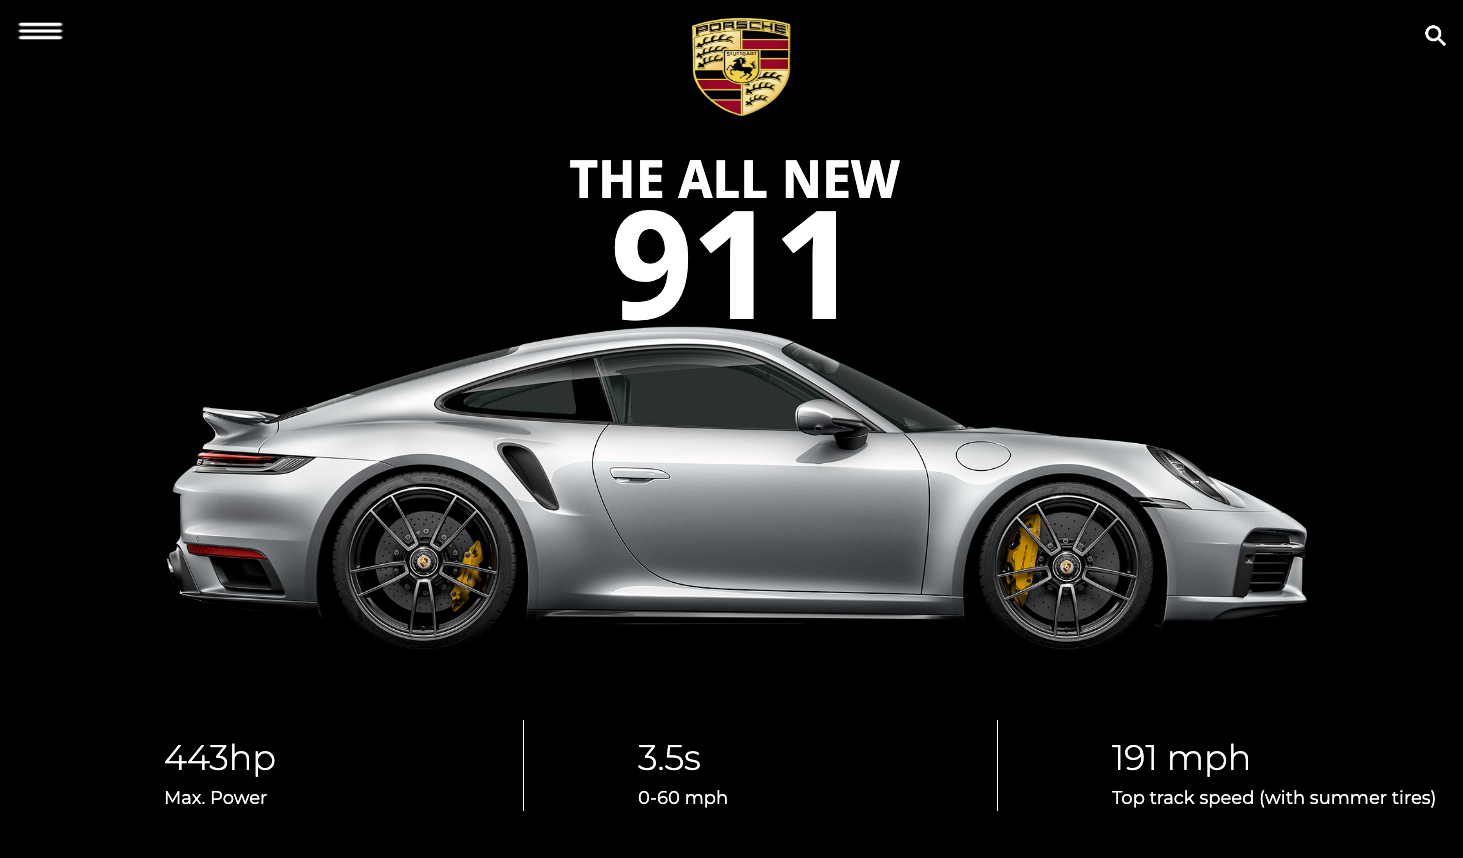 PORSCHE
STUTTGART
THE ALL NEW
911
443hp
Max. Power
3.5s
0-60 mph
191 mph
Top track speed (with summer tires)